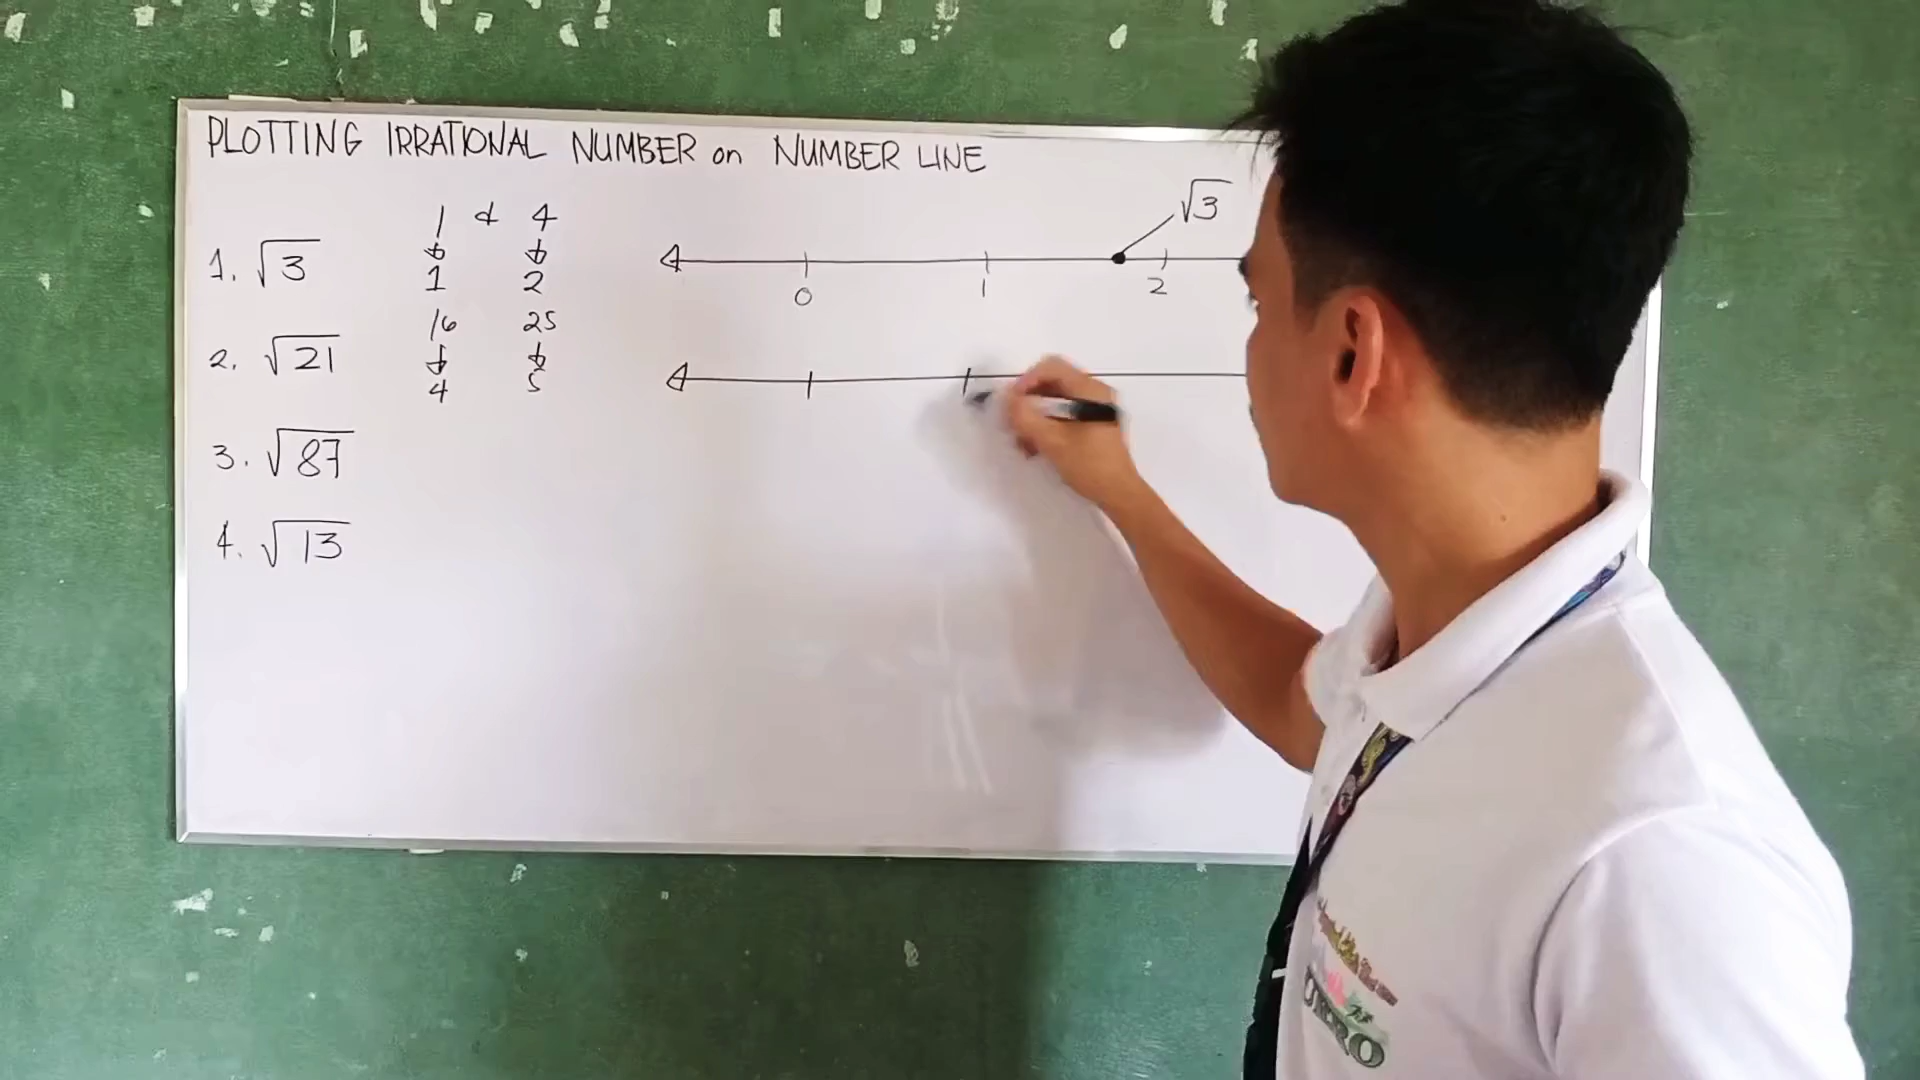 PLOTTING IRRATIONAL NUMBER on NUMBER LINE
1 & 4
1. √3
1 2
√3
0 1 2
16 25
2. √21
4 5
3. √87
4. √13